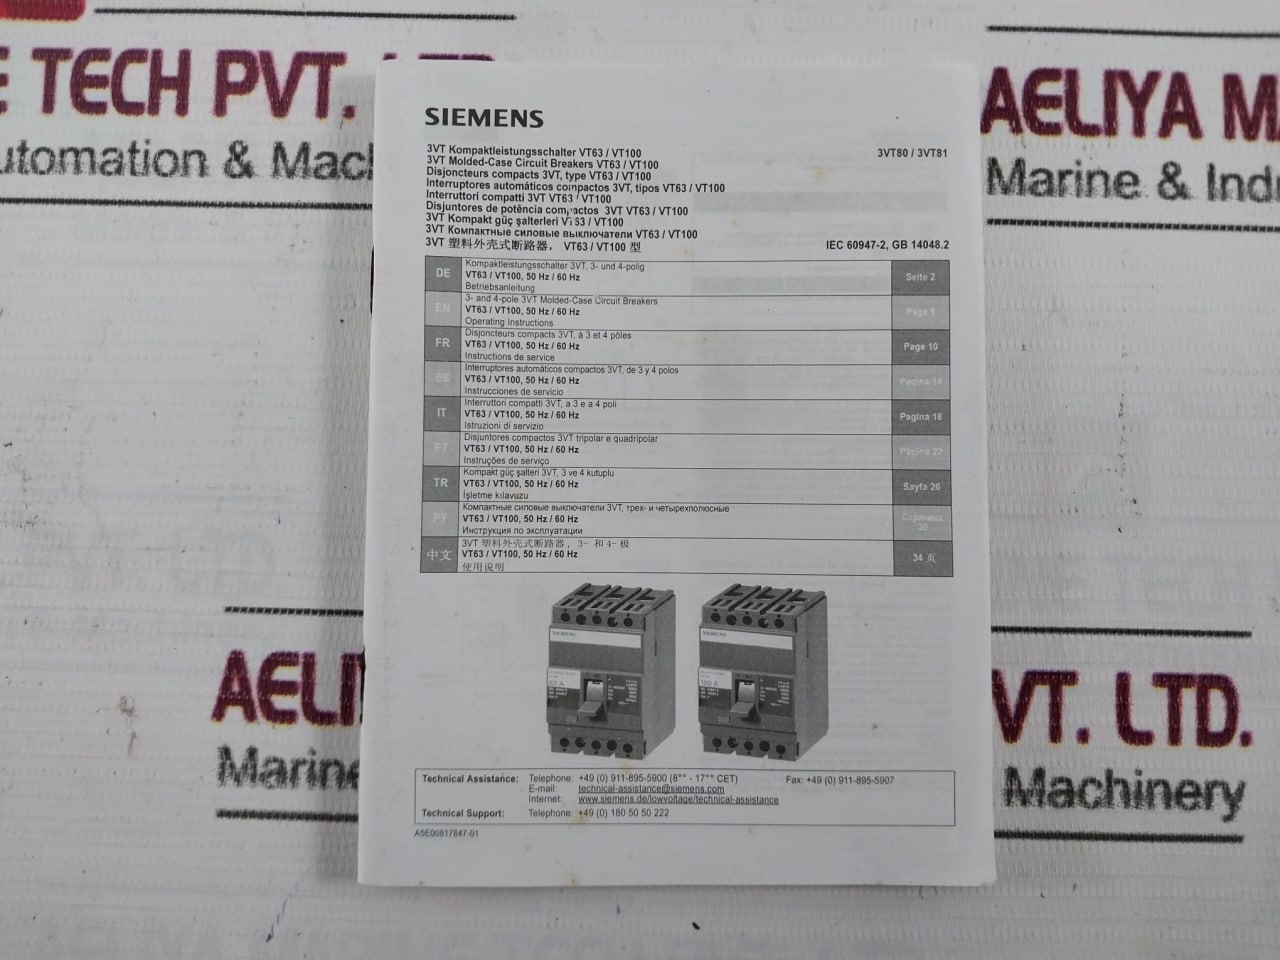 E TECH PVT. LTD
utomation & Mach
AELIYA M
Marine & Indu
SIEMENS
3VT Kompaktleistungsschalter VT63 / VT100
3VT80 / 3VT81
3VT Molded-Case Circuit Breakers VT63 / VT100
Disjoncteurs compacts 3VT, type VT63 / VT100
Interruptores automáticos compactos 3VT, tipos VT63 / VT100
Interruttori compatti 3VT VT63 / VT100
Disjuntores de potência compactos 3VT VT63 / VT100
3VT Kompakt güç şalterleri VT63 / VT100
3VT Компактные силовые выключатели VT63 / VT100
3VT 塑料外壳式断路器， VT63 / VT100 型
IEC 60947-2, GB 14048.2
DE
Kompaktleistungsschalter 3VT, 3- und 4-polig
VT63 / VT100, 50 Hz / 60 Hz
Betriebsanleitung
Seite 2
EN
3- and 4-pole 3VT Molded-Case Circuit Breakers
VT63 / VT100, 50 Hz / 60 Hz
Operating Instructions
Page 6
FR
Disjoncteurs compacts 3VT, à 3 et 4 pôles
VT63 / VT100, 50 Hz / 60 Hz
Instructions de service
Page 10
ES
Interruptores automáticos compactos 3VT, de 3 y 4 polos
VT63 / VT100, 50 Hz / 60 Hz
Instrucciones de servicio
Página 14
IT
Interruttori compatti 3VT, a 3 e a 4 poli
VT63 / VT100, 50 Hz / 60 Hz
Istruzioni di servizio
Pagina 18
PT
Disjuntores compactos 3VT tripolar e quadripolar
VT63 / VT100, 50 Hz / 60 Hz
Instruções de serviço
Página 22
TR
Kompakt güç şalteri 3VT, 3 ve 4 kutuplu
VT63 / VT100, 50 Hz / 60 Hz
İşletme kılavuzu
Sayfa 26
РУ
Компактные силовые выключатели 3VT, трех- и четырехполюсные
VT63 / VT100, 50 Hz / 60 Hz
Инструкция по эксплуатации
Страница 30
中文
3VT 塑料外壳式断路器， 3- 和 4- 极
VT63 / VT100, 50 Hz / 60 Hz
使用说明
34 页
SIEMENS
63 A
SIEMENS
100 A
Technical Assistance: Telephone: +49 (0) 911-895-5900 (8°° - 17°° CET) Fax: +49 (0) 911-895-5907
E-mail: technical-assistance@siemens.com
Internet: www.siemens.de/lowvoltage/technical-assistance
Technical Support: Telephone: +49 (0) 180 50 50 222
A5E00817847-01
AELI
Marine
VT. LTD.
Machinery